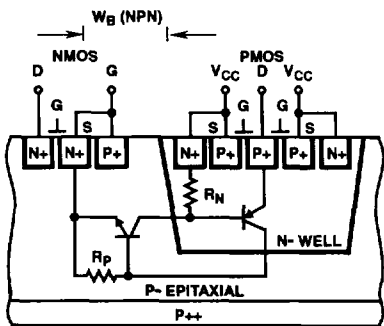 W_B (NPN)
NMOS PMOS
D G V_CC D V_CC
G G G
S S S
N+ N+ P+ N+ P+ P+ P+ N+
R_N
N- WELL
R_P
P- EPITAXIAL
P++